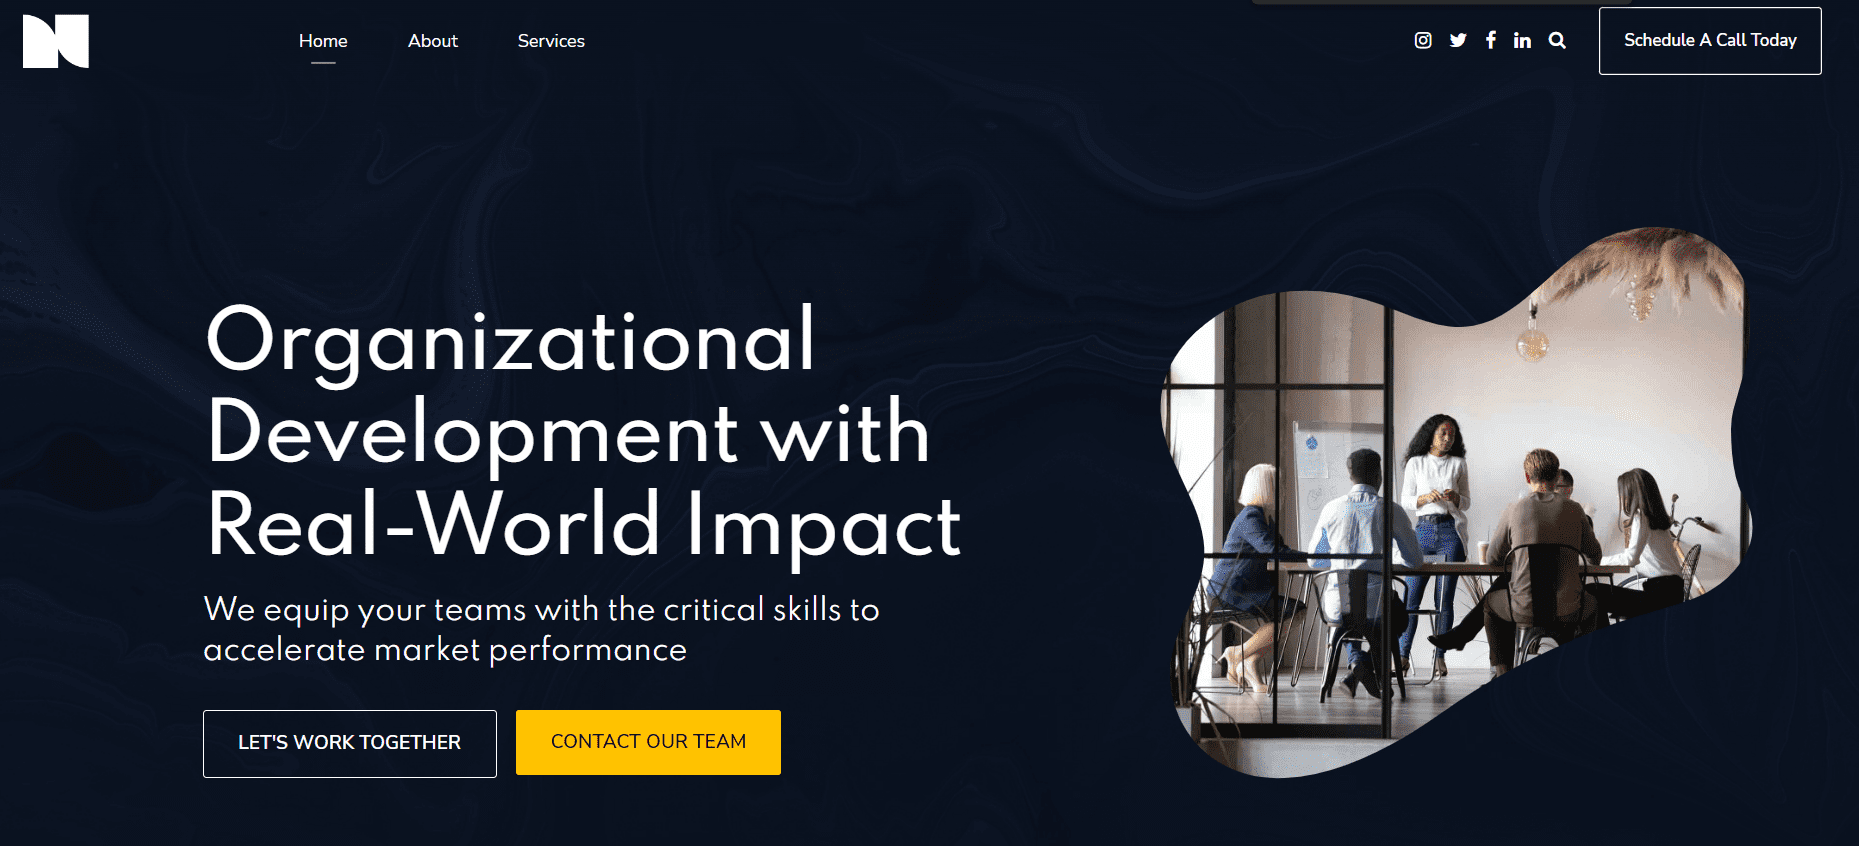 Home
About
Services
Schedule A Call Today
Organizational
Development with
Real-World Impact
We equip your teams with the critical skills to
accelerate market performance
LET'S WORK TOGETHER
CONTACT OUR TEAM